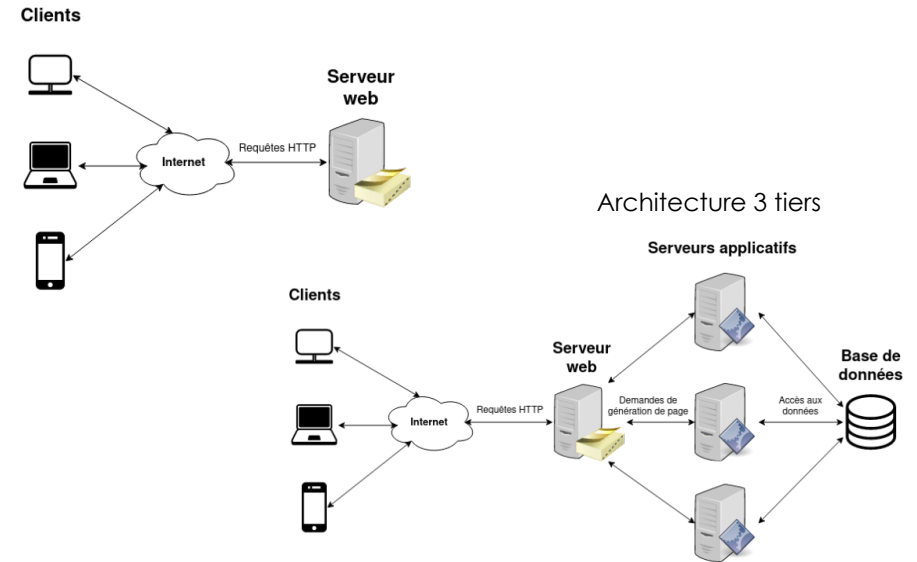 Clients
Serveur
web
Internet
Requêtes HTTP
Architecture 3 tiers
Serveurs applicatifs
Clients
Serveur
web
Base de
données
Internet
Requêtes HTTP
Demandes de
génération de page
Accès aux
données